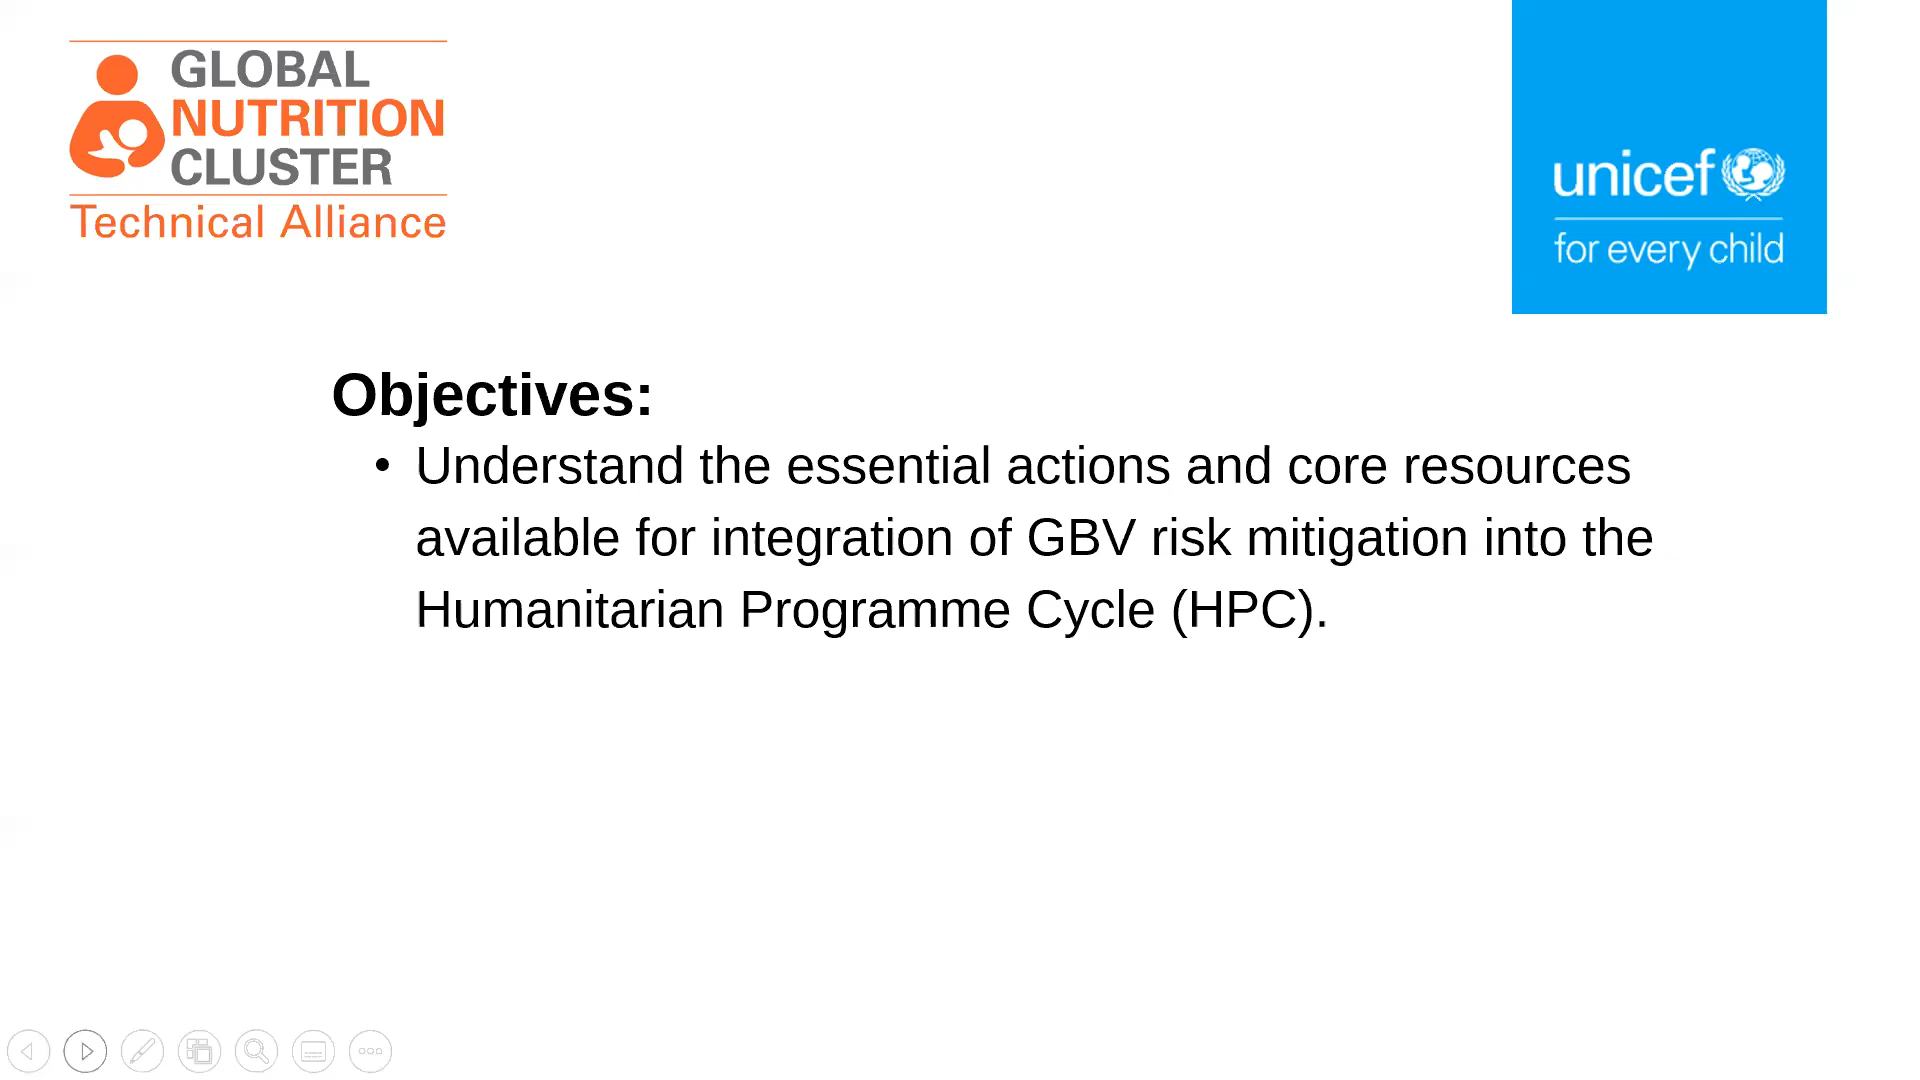 GLOBAL
NUTRITION
CLUSTER
Technical Alliance
unicef
for every child
Objectives:
• Understand the essential actions and core resources
available for integration of GBV risk mitigation into the
Humanitarian Programme Cycle (HPC).